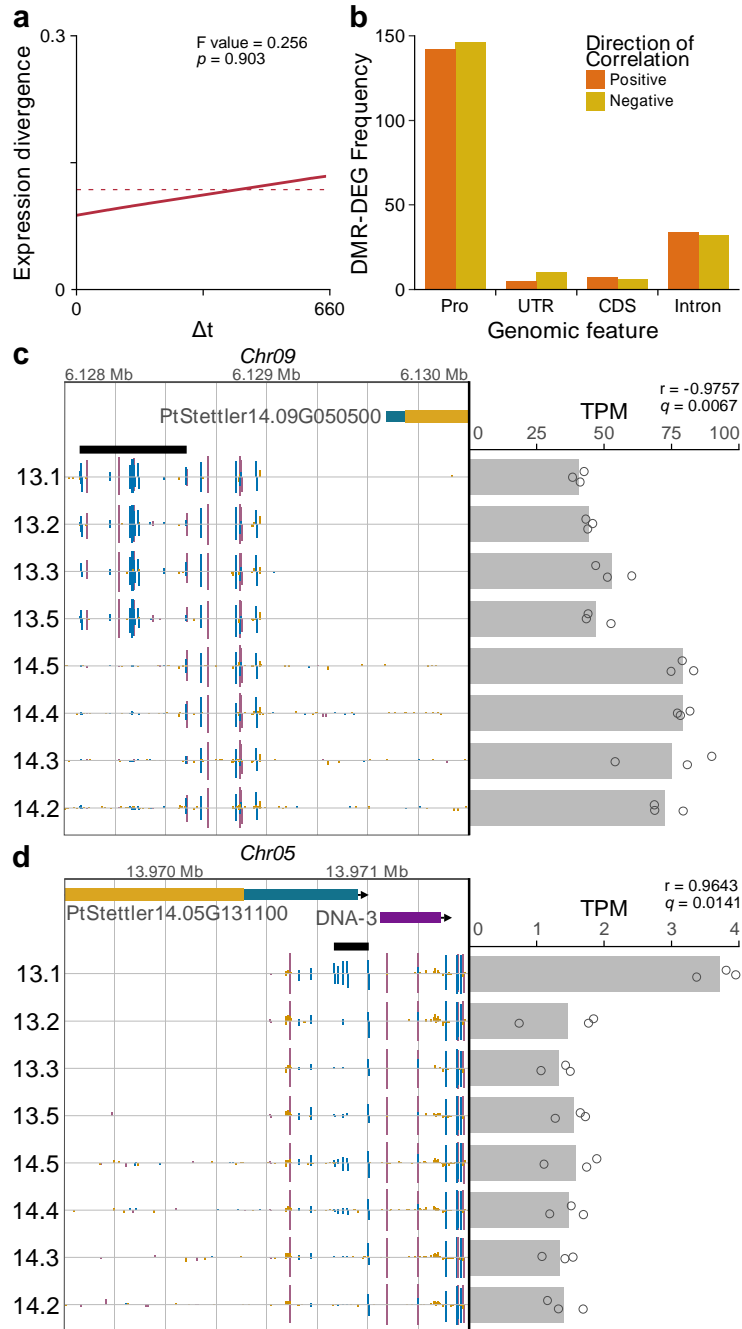 a
0.3
0
Expression divergence
F value = 0.256
p = 0.903
0
660
Δt
b
150
100
50
0
DMR-DEG Frequency
Direction of
Correlation
Positive
Negative
Pro
UTR
CDS
Intron
Genomic feature
c
Chr09
6.128 Mb
6.129 Mb
6.130 Mb
PtStettler14.09G050500
r = -0.9757
q = 0.0067
TPM
0
25
50
75
100
13.1
13.2
13.3
13.5
14.5
14.4
14.3
14.2
d
Chr05
13.970 Mb
13.971 Mb
PtStettler14.05G131100
DNA-3
r = 0.9643
q = 0.0141
TPM
0
1
2
3
4
13.1
13.2
13.3
13.5
14.5
14.4
14.3
14.2